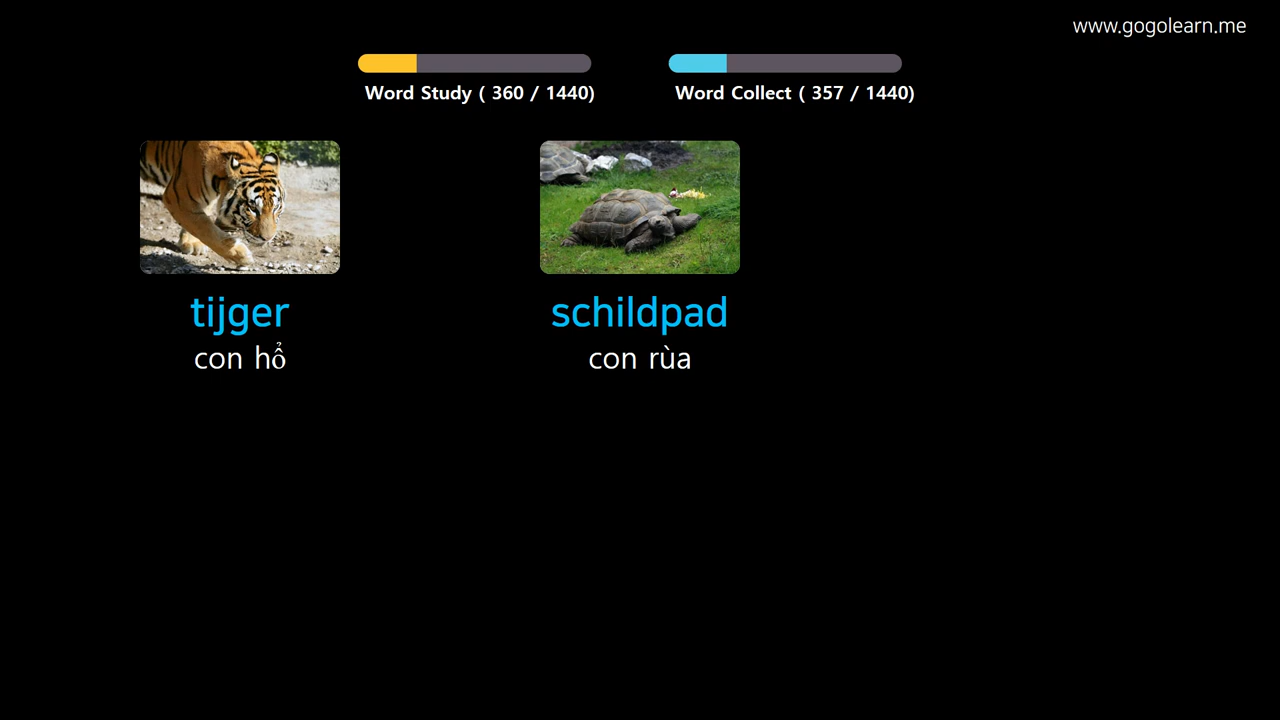 www.gogolearn.me
Word Study ( 360 / 1440)
Word Collect ( 357 / 1440)
tijger
con hổ
schildpad
con rùa